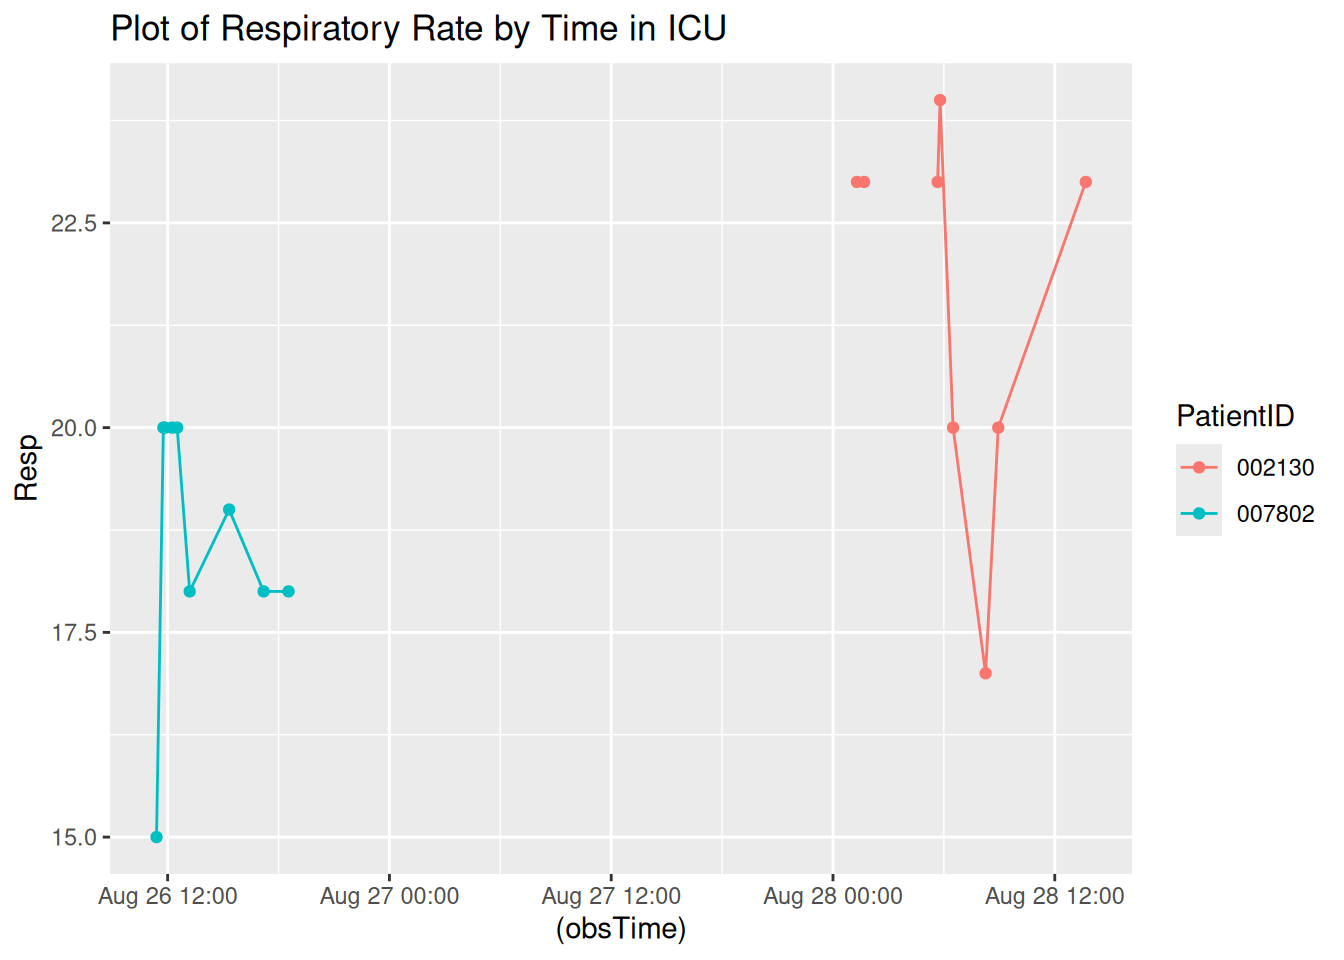 Plot of Respiratory Rate by Time in ICU
Resp
22.5
20.0
17.5
15.0
Aug 26 12:00 Aug 27 00:00 Aug 27 12:00 Aug 28 00:00 Aug 28 12:00
(obsTime)
PatientID
002130
007802